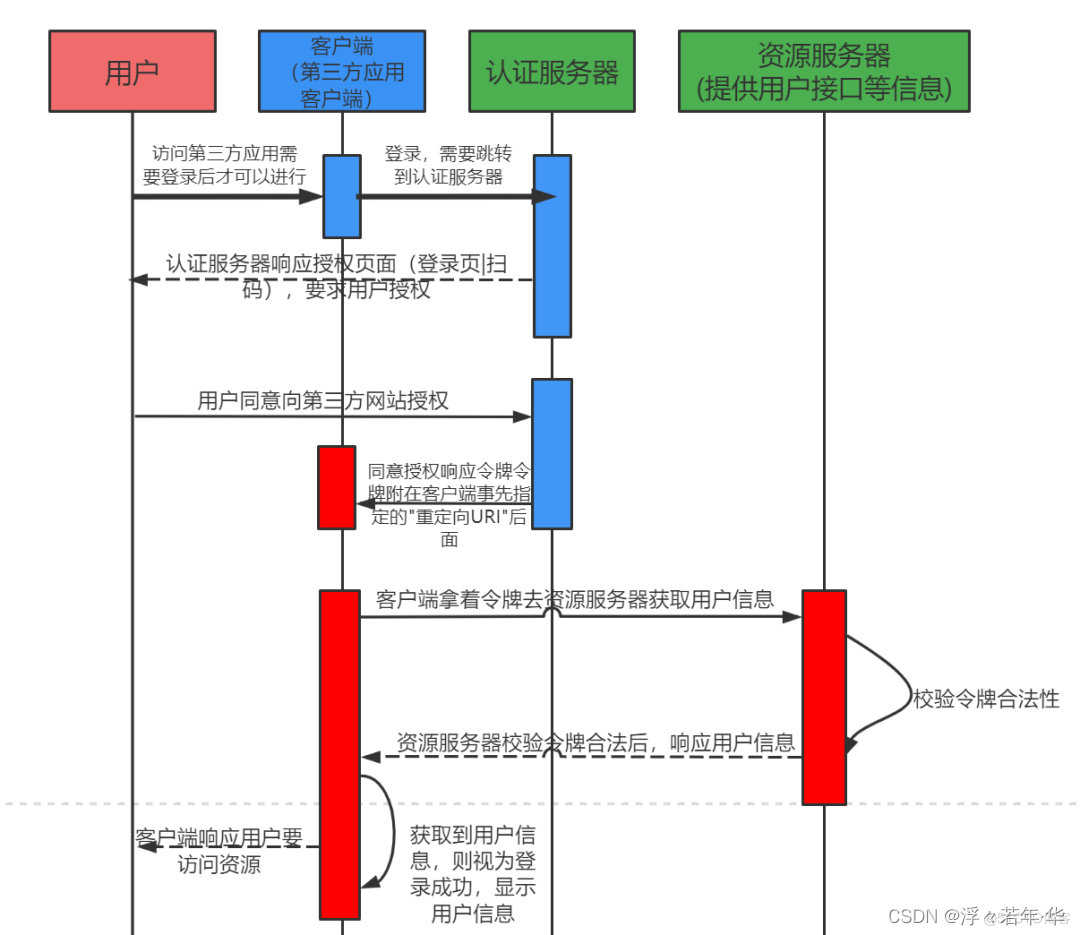 用户
客户端
（第三方应用
客户端）
认证服务器
资源服务器
(提供用户接口等信息)
访问第三方应用需
要登录后才可以进行
登录，需要跳转
到认证服务器
认证服务器响应授权页面（登录页|扫
码），要求用户授权
用户同意向第三方网站授权
同意授权响应令牌令
牌附在客户端事先指
定的"重定向URI"后
面
客户端拿着令牌去资源服务器获取用户信息
校验令牌合法性
资源服务器校验令牌合法后，响应用户信息
客户端响应用户要
访问资源
获取到用户信
息，则视为登
录成功，显示
用户信息
CSDN @浮々若年·华